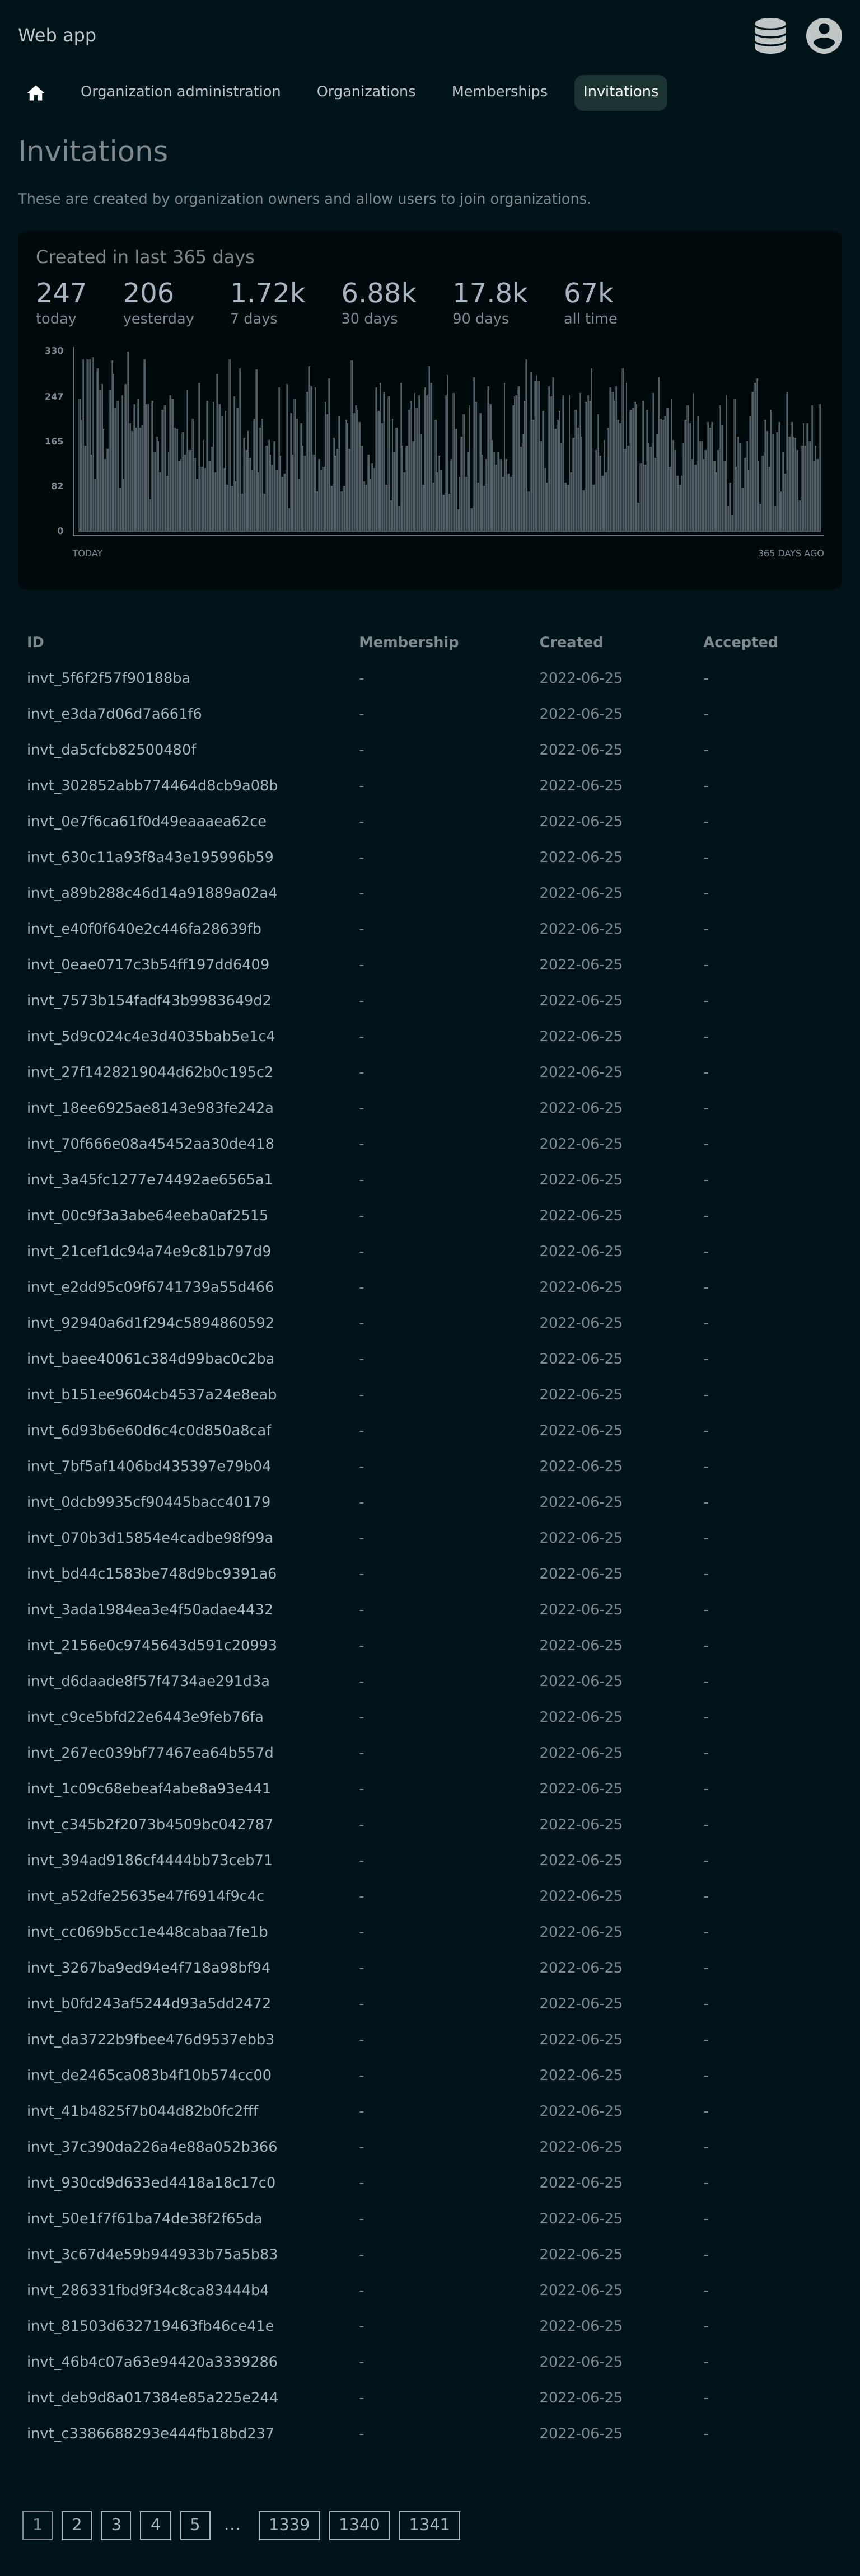 Web app
Organization administration Organizations Memberships Invitations
Invitations
These are created by organization owners and allow users to join organizations.
Created in last 365 days
247 206 1.72k 6.88k 17.8k 67k
today yesterday 7 days 30 days 90 days all time
330
247
165
82
0
TODAY 365 DAYS AGO
ID Membership Created Accepted
invt_5f6f2f57f90188ba - 2022-06-25 -
invt_e3da7d06d7a661f6 - 2022-06-25 -
invt_da5cfcb82500480f - 2022-06-25 -
invt_302852abb774464d8cb9a08b - 2022-06-25 -
invt_0e7f6ca61f0d49eaaaea62ce - 2022-06-25 -
invt_630c11a93f8a43e195996b59 - 2022-06-25 -
invt_a89b288c46d14a91889a02a4 - 2022-06-25 -
invt_e40f0f640e2c446fa28639fb - 2022-06-25 -
invt_0eae0717c3b54ff197dd6409 - 2022-06-25 -
invt_7573b154fadf43b9983649d2 - 2022-06-25 -
invt_5d9c024c4e3d4035bab5e1c4 - 2022-06-25 -
invt_27f1428219044d62b0c195c2 - 2022-06-25 -
invt_18ee6925ae8143e983fe242a - 2022-06-25 -
invt_70f666e08a45452aa30de418 - 2022-06-25 -
invt_3a45fc1277e74492ae6565a1 - 2022-06-25 -
invt_00c9f3a3abe64eeba0af2515 - 2022-06-25 -
invt_21cef1dc94a74e9c81b797d9 - 2022-06-25 -
invt_e2dd95c09f6741739a55d466 - 2022-06-25 -
invt_92940a6d1f294c5894860592 - 2022-06-25 -
invt_baee40061c384d99bac0c2ba - 2022-06-25 -
invt_b151ee9604cb4537a24e8eab - 2022-06-25 -
invt_6d93b6e60d6c4c0d850a8caf - 2022-06-25 -
invt_7bf5af1406bd435397e79b04 - 2022-06-25 -
invt_0dcb9935cf90445bacc40179 - 2022-06-25 -
invt_070b3d15854e4cadbe98f99a - 2022-06-25 -
invt_bd44c1583be748d9bc9391a6 - 2022-06-25 -
invt_3ada1984ea3e4f50adae4432 - 2022-06-25 -
invt_2156e0c9745643d591c20993 - 2022-06-25 -
invt_d6daade8f57f4734ae291d3a - 2022-06-25 -
invt_c9ce5bfd22e6443e9feb76fa - 2022-06-25 -
invt_267ec039bf77467ea64b557d - 2022-06-25 -
invt_1c09c68ebeaf4abe8a93e441 - 2022-06-25 -
invt_c345b2f2073b4509bc042787 - 2022-06-25 -
invt_394ad9186cf4444bb73ceb71 - 2022-06-25 -
invt_a52dfe25635e47f6914f9c4c - 2022-06-25 -
invt_cc069b5cc1e448cabaa7fe1b - 2022-06-25 -
invt_3267ba9ed94e4f718a98bf94 - 2022-06-25 -
invt_b0fd243af5244d93a5dd2472 - 2022-06-25 -
invt_da3722b9fbee476d9537ebb3 - 2022-06-25 -
invt_de2465ca083b4f10b574cc00 - 2022-06-25 -
invt_41b4825f7b044d82b0fc2fff - 2022-06-25 -
invt_37c390da226a4e88a052b366 - 2022-06-25 -
invt_930cd9d633ed4418a18c17c0 - 2022-06-25 -
invt_50e1f7f61ba74de38f2f65da - 2022-06-25 -
invt_3c67d4e59b944933b75a5b83 - 2022-06-25 -
invt_286331fbd9f34c8ca83444b4 - 2022-06-25 -
invt_81503d632719463fb46ce41e - 2022-06-25 -
invt_46b4c07a63e94420a3339286 - 2022-06-25 -
invt_deb9d8a017384e85a225e244 - 2022-06-25 -
invt_c3386688293e444fb18bd237 - 2022-06-25 -
1 2 3 4 5 … 1339 1340 1341